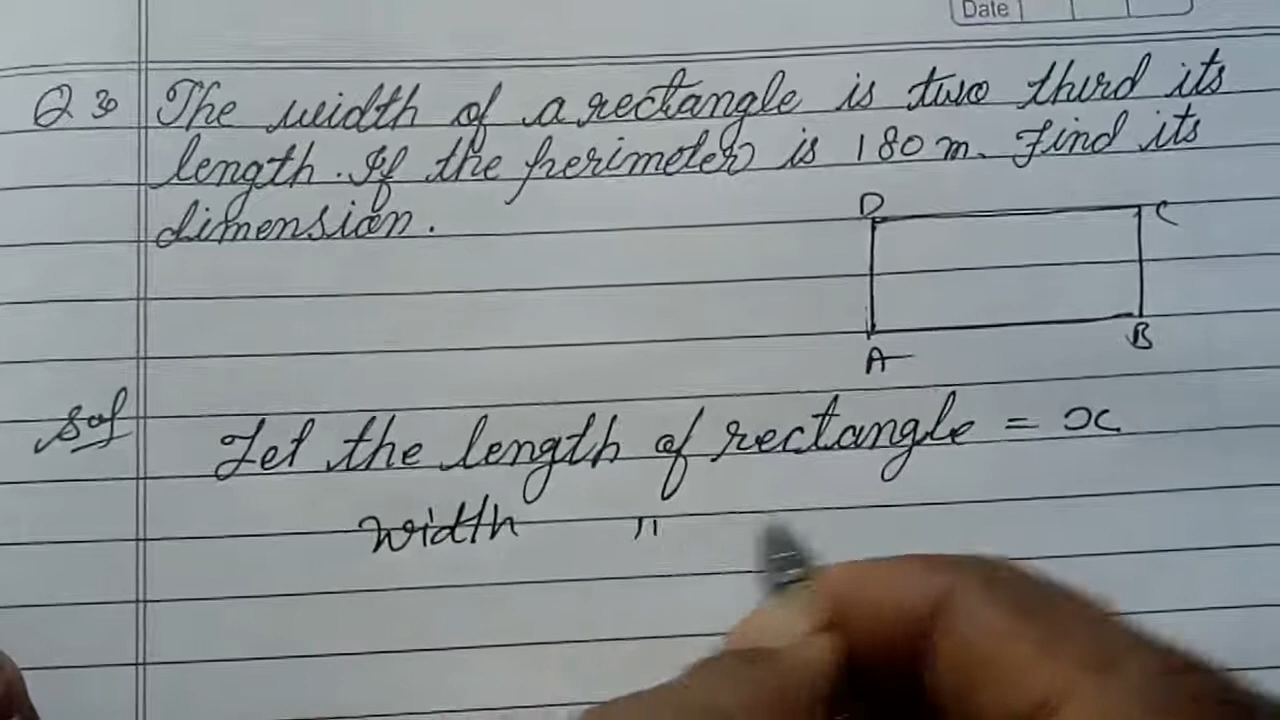 Date
Q 30 The width of a rectangle is two third its
length. If the perimeter is 180 m. Find its
dimension.
D C
A B
Sol Let the length of rectangle = x
width "